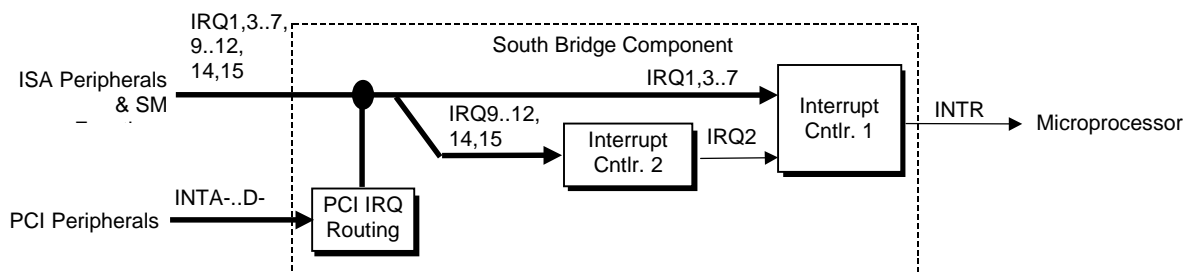 IRQ1,3..7,
9..12,
14,15
South Bridge Component
ISA Peripherals
& SM
IRQ1,3..7
IRQ9..12,
14,15
Interrupt
Cntlr. 1
INTR
Microprocessor
Interrupt
Cntlr. 2
IRQ2
INTA-..D-
PCI Peripherals
PCI IRQ
Routing